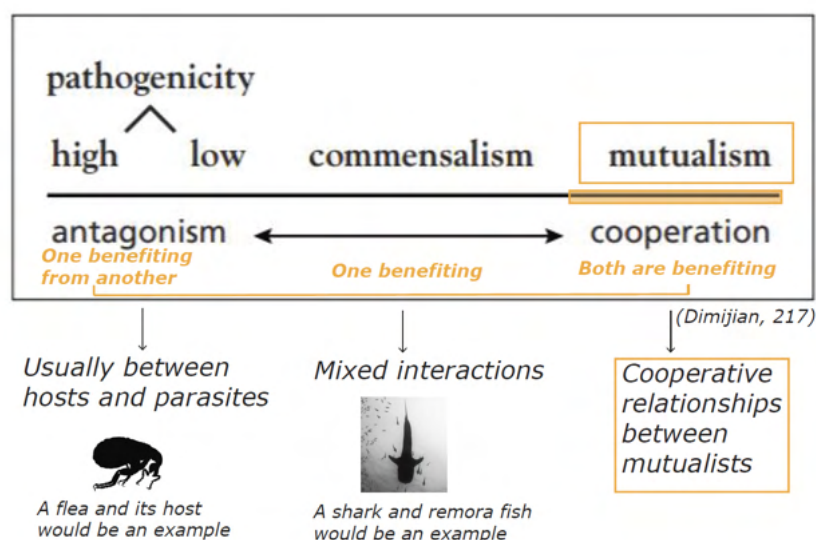 pathogenicity
high low commensalism mutualism
antagonism cooperation
One benefiting
from another
One benefiting
Both are benefiting
(Dimijian, 217)
Usually between
hosts and parasites
Mixed interactions
Cooperative
relationships
between
mutualists
A flea and its host
would be an example
A shark and remora fish
would be an example